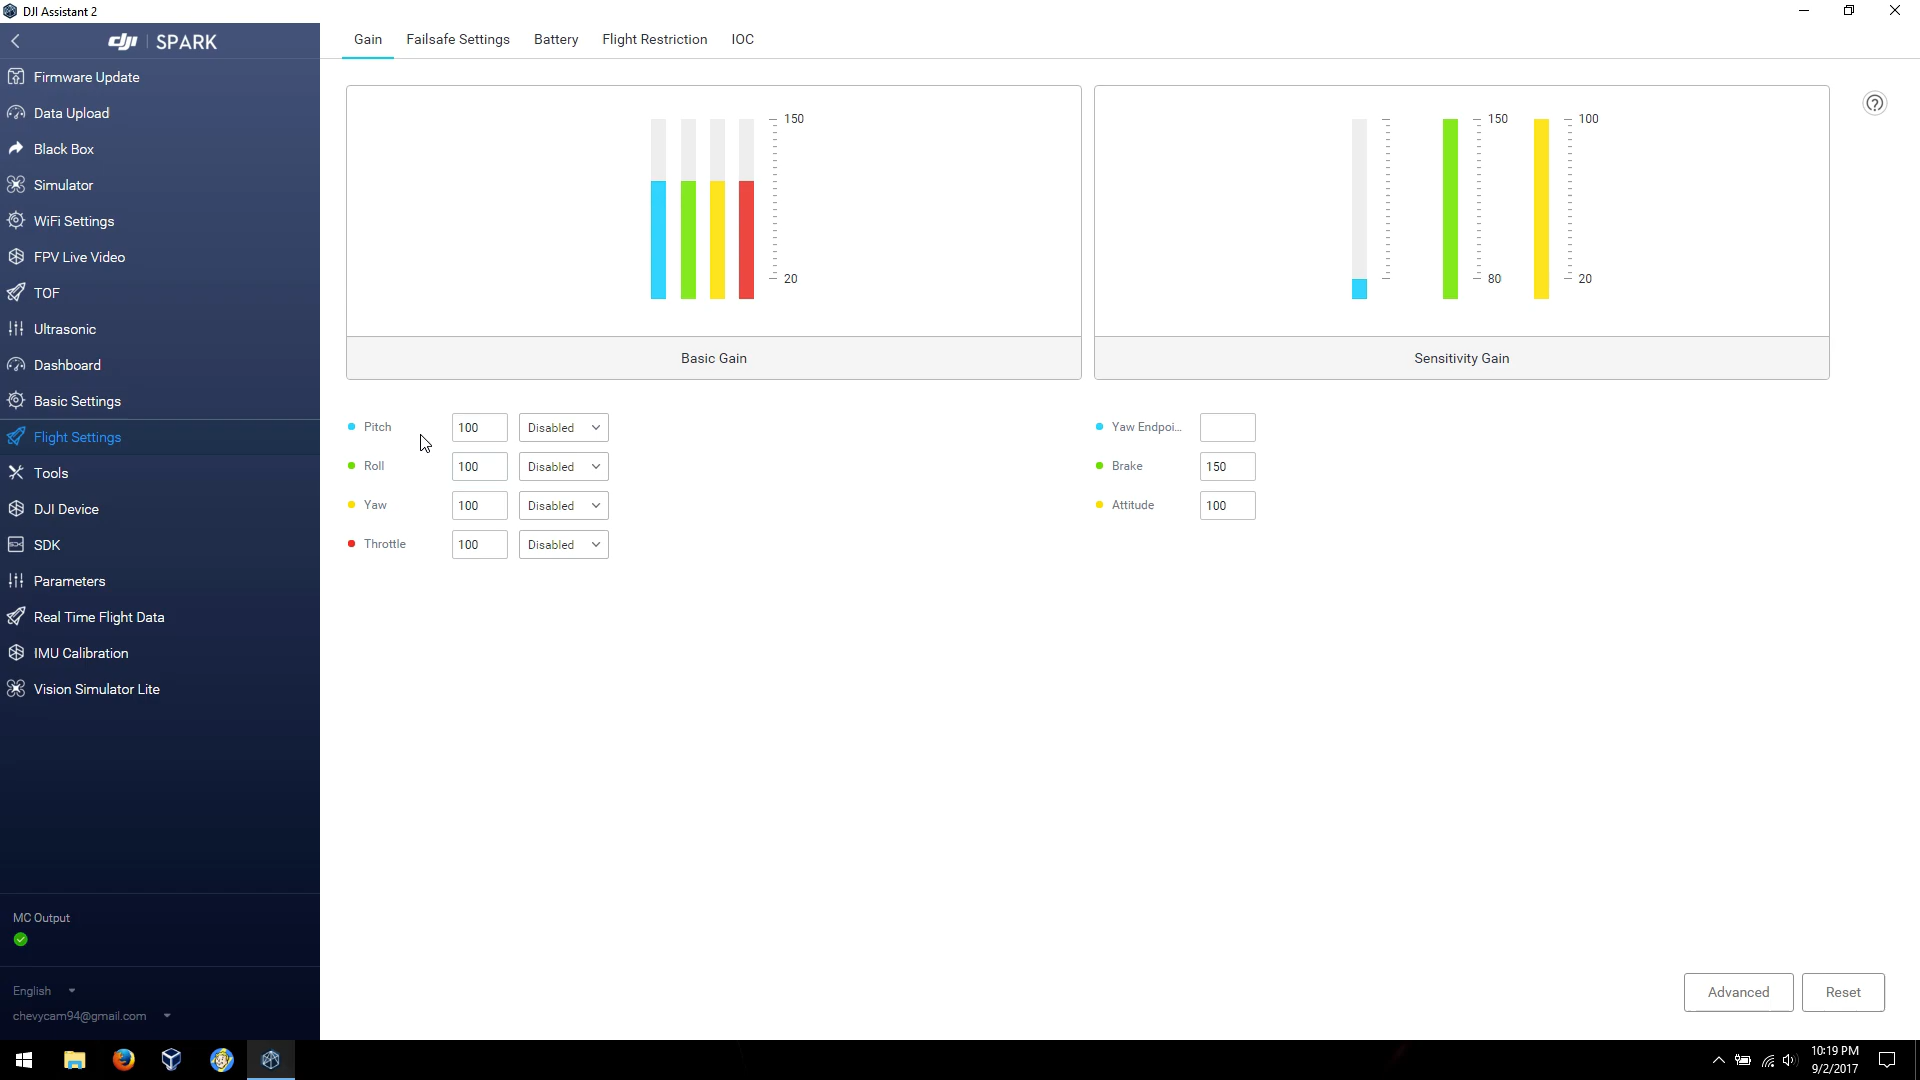 DJI Assistant 2
dji SPARK
Gain Failsafe Settings Battery Flight Restriction IOC
Firmware Update
Data Upload
Black Box
Simulator
WiFi Settings
FPV Live Video
TOF
Ultrasonic
Dashboard
Basic Settings
Flight Settings
Tools
DJI Device
SDK
Parameters
Real Time Flight Data
IMU Calibration
Vision Simulator Lite
MC Output
English
chevycam94@gmail.com
150
20
Basic Gain
150 100
80 20
Sensitivity Gain
Pitch 100 Disabled
Roll 100 Disabled
Yaw 100 Disabled
Throttle 100 Disabled
Yaw Endpoi...
Brake 150
Attitude 100
Advanced Reset
10:19 PM
9/2/2017